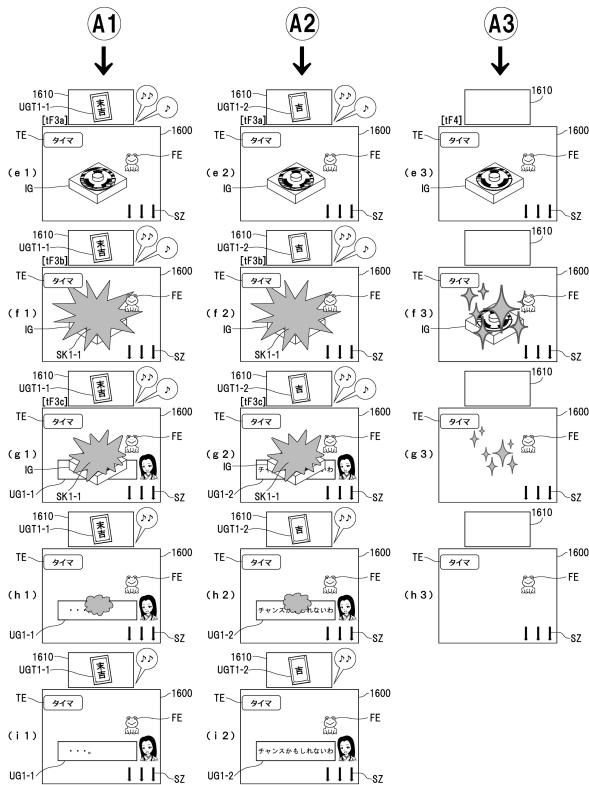 A1
A2
A3
1610
UGT1-1
末吉
♪♪
♪
[tF3a]
TE
タイマ
1600
FE
(e1)
IG
SZ
1610
UGT1-2
吉
♪♪
♪
[tF3a]
TE
タイマ
1600
FE
(e2)
IG
SZ
1610
[tF4]
TE
タイマ
1600
FE
(e3)
IG
SZ
1610
UGT1-1
末吉
♪♪
♪
[tF3b]
TE
タイマ
1600
FE
(f1)
IG
SK1-1
SZ
1610
UGT1-2
吉
♪♪
♪
[tF3b]
TE
タイマ
1600
FE
(f2)
IG
SK1-1
SZ
1610
TE
タイマ
1600
FE
(f3)
IG
SZ
1610
UGT1-1
末吉
♪♪
♪
[tF3c]
TE
タイマ
1600
FE
(g1)
IG
UG1-1
SK1-1
SZ
1610
UGT1-2
吉
♪♪
♪
[tF3c]
TE
タイマ
1600
FE
(g2)
IG
チ いわ
UG1-2
SK1-1
SZ
1610
TE
タイマ
1600
FE
(g3)
SZ
1610
UGT1-1
末吉
♪♪
TE
タイマ
1600
FE
(h1)
・・
UG1-1
SZ
1610
UGT1-2
吉
♪♪
TE
タイマ
1600
FE
(h2)
チャンスかもしれないわ
UG1-2
SZ
1610
TE
タイマ
1600
FE
(h3)
SZ
1610
UGT1-1
末吉
♪♪
TE
タイマ
1600
FE
(i1)
・・・。
UG1-1
SZ
1610
UGT1-2
吉
♪♪
TE
タイマ
1600
FE
(i2)
チャンスかもしれないわ
UG1-2
SZ